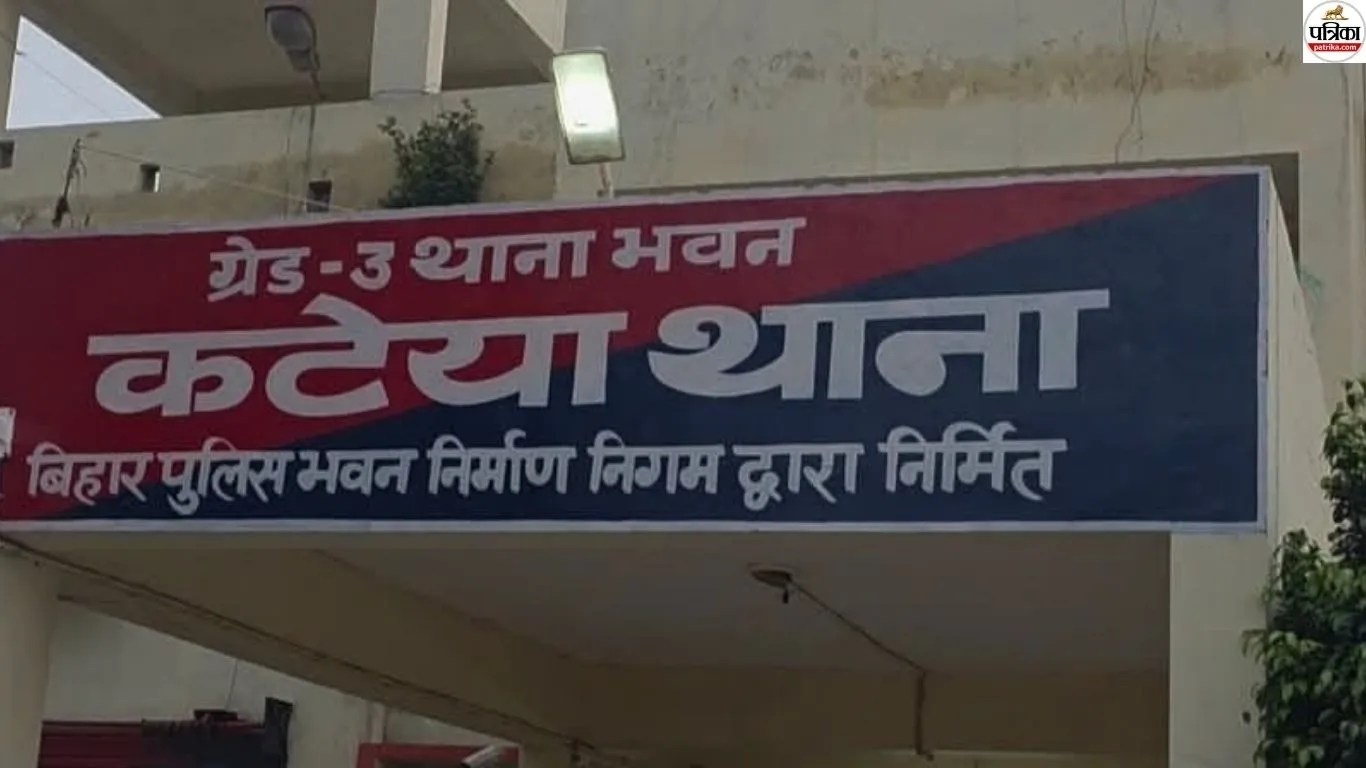 पत्रिका
patrika.com
ग्रेड -3 थाना भवन
कटेया थाना
बिहार पुलिस भवन निर्माण निगम द्वारा निर्मित